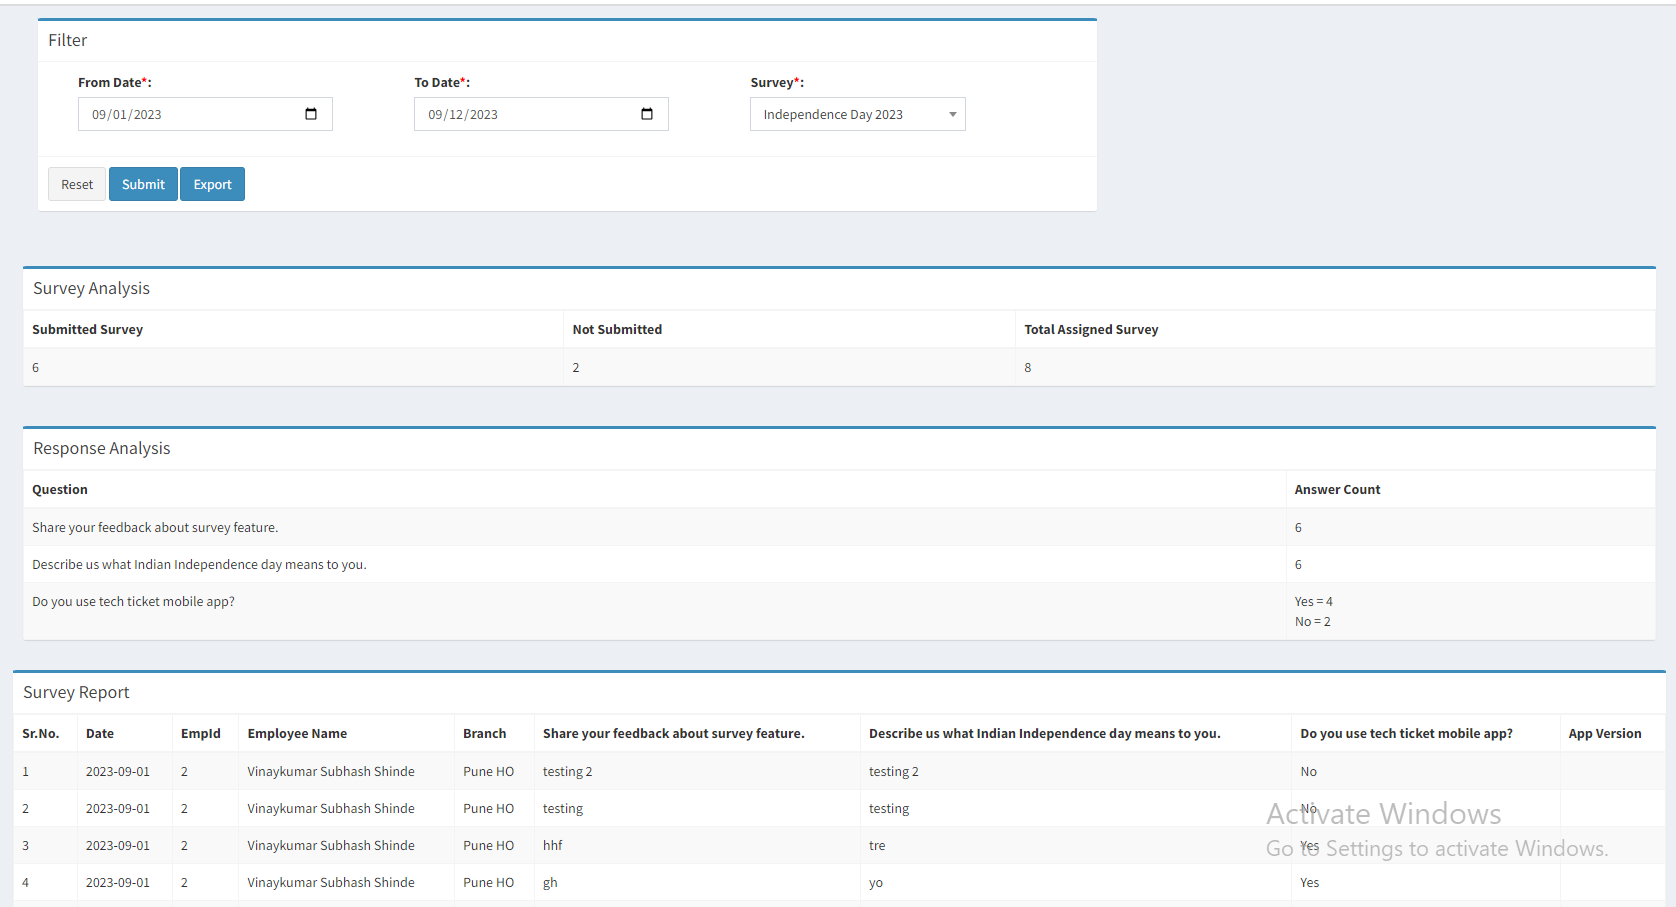 Filter
From Date*: To Date*: Survey*:
09/01/2023 09/12/2023 Independence Day 2023
Reset Submit Export
Survey Analysis
Submitted Survey Not Submitted Total Assigned Survey
6 2 8
Response Analysis
Question Answer Count
Share your feedback about survey feature. 6
Describe us what Indian Independence day means to you. 6
Do you use tech ticket mobile app? Yes = 4
No = 2
Survey Report
Sr.No. Date EmpId Employee Name Branch Share your feedback about survey feature. Describe us what Indian Independence day means to you. Do you use tech ticket mobile app? App Version
1 2023-09-01 2 Vinaykumar Subhash Shinde Pune HO testing 2 testing 2 No
2 2023-09-01 2 Vinaykumar Subhash Shinde Pune HO testing testing No
Activate Windows
3 2023-09-01 2 Vinaykumar Subhash Shinde Pune HO hhf tre Yes
Go to Settings to activate Windows.
4 2023-09-01 2 Vinaykumar Subhash Shinde Pune HO gh yo Yes